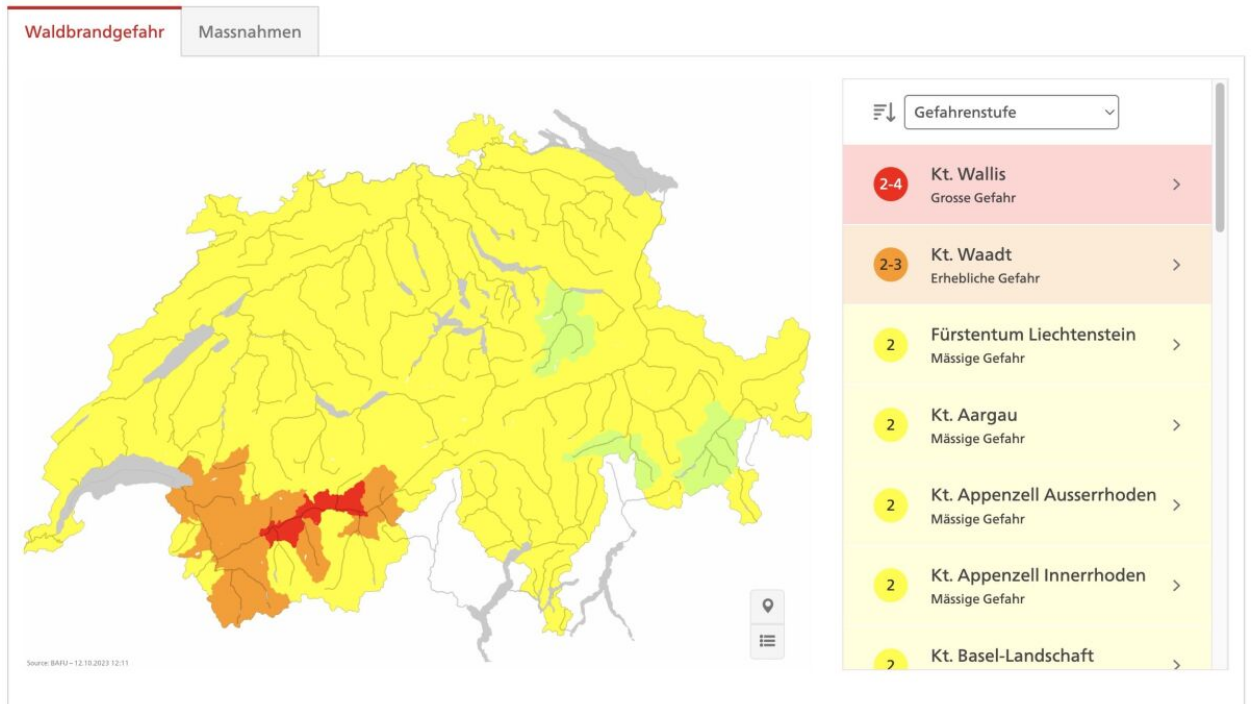 Waldbrandgefahr
Massnahmen
Gefahrenstufe
2-4
Kt. Wallis
Grosse Gefahr
2-3
Kt. Waadt
Erhebliche Gefahr
2
Fürstentum Liechtenstein
Mässige Gefahr
2
Kt. Aargau
Mässige Gefahr
2
Kt. Appenzell Ausserrhoden
Mässige Gefahr
2
Kt. Appenzell Innerrhoden
Mässige Gefahr
2
Kt. Basel-Landschaft
Source: BAFU – 12.10.2023 12:11